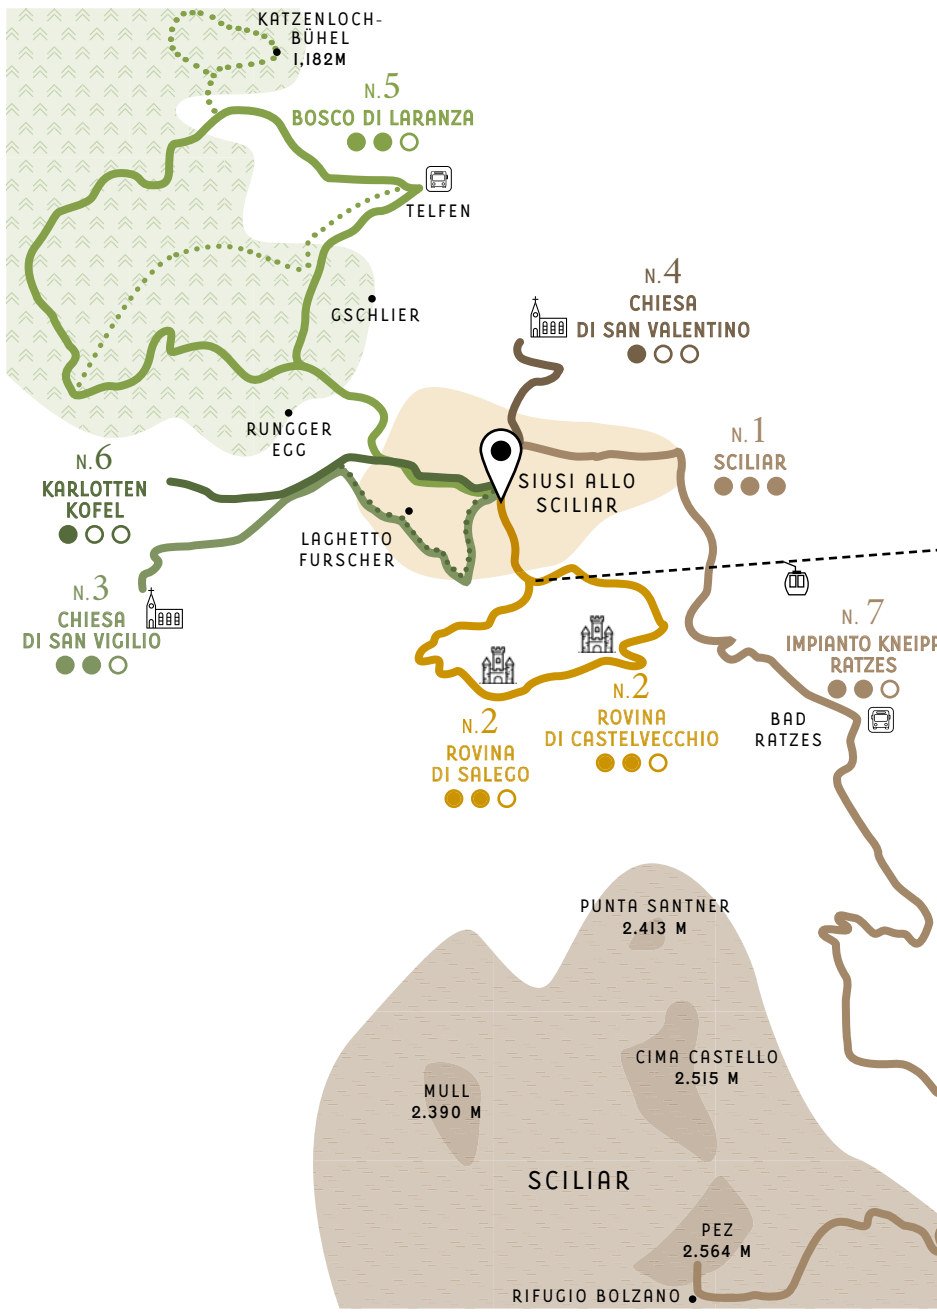 KATZENLOCH-
BÜHEL
1,182M
N.5
BOSCO DI LARANZA
TELFEN
GSCHLIER
N.4
CHIESA
DI SAN VALENTINO
RUNGGER
EGG
N.6
KARLOTTEN
KOFEL
N.1
SCILIAR
SIUSI ALLO
SCILIAR
LAGHETTO
FURSCHER
N.3
CHIESA
DI SAN VIGILIO
N.7
IMPIANTO KNEIPP
RATZES
BAD
RATZES
N.2
ROVINA
DI CASTELVECCHIO
N.2
ROVINA
DI SALEGO
PUNTA SANTNER
2.413 M
CIMA CASTELLO
2.515 M
MULL
2.390 M
SCILIAR
PEZ
2.564 M
RIFUGIO BOLZANO